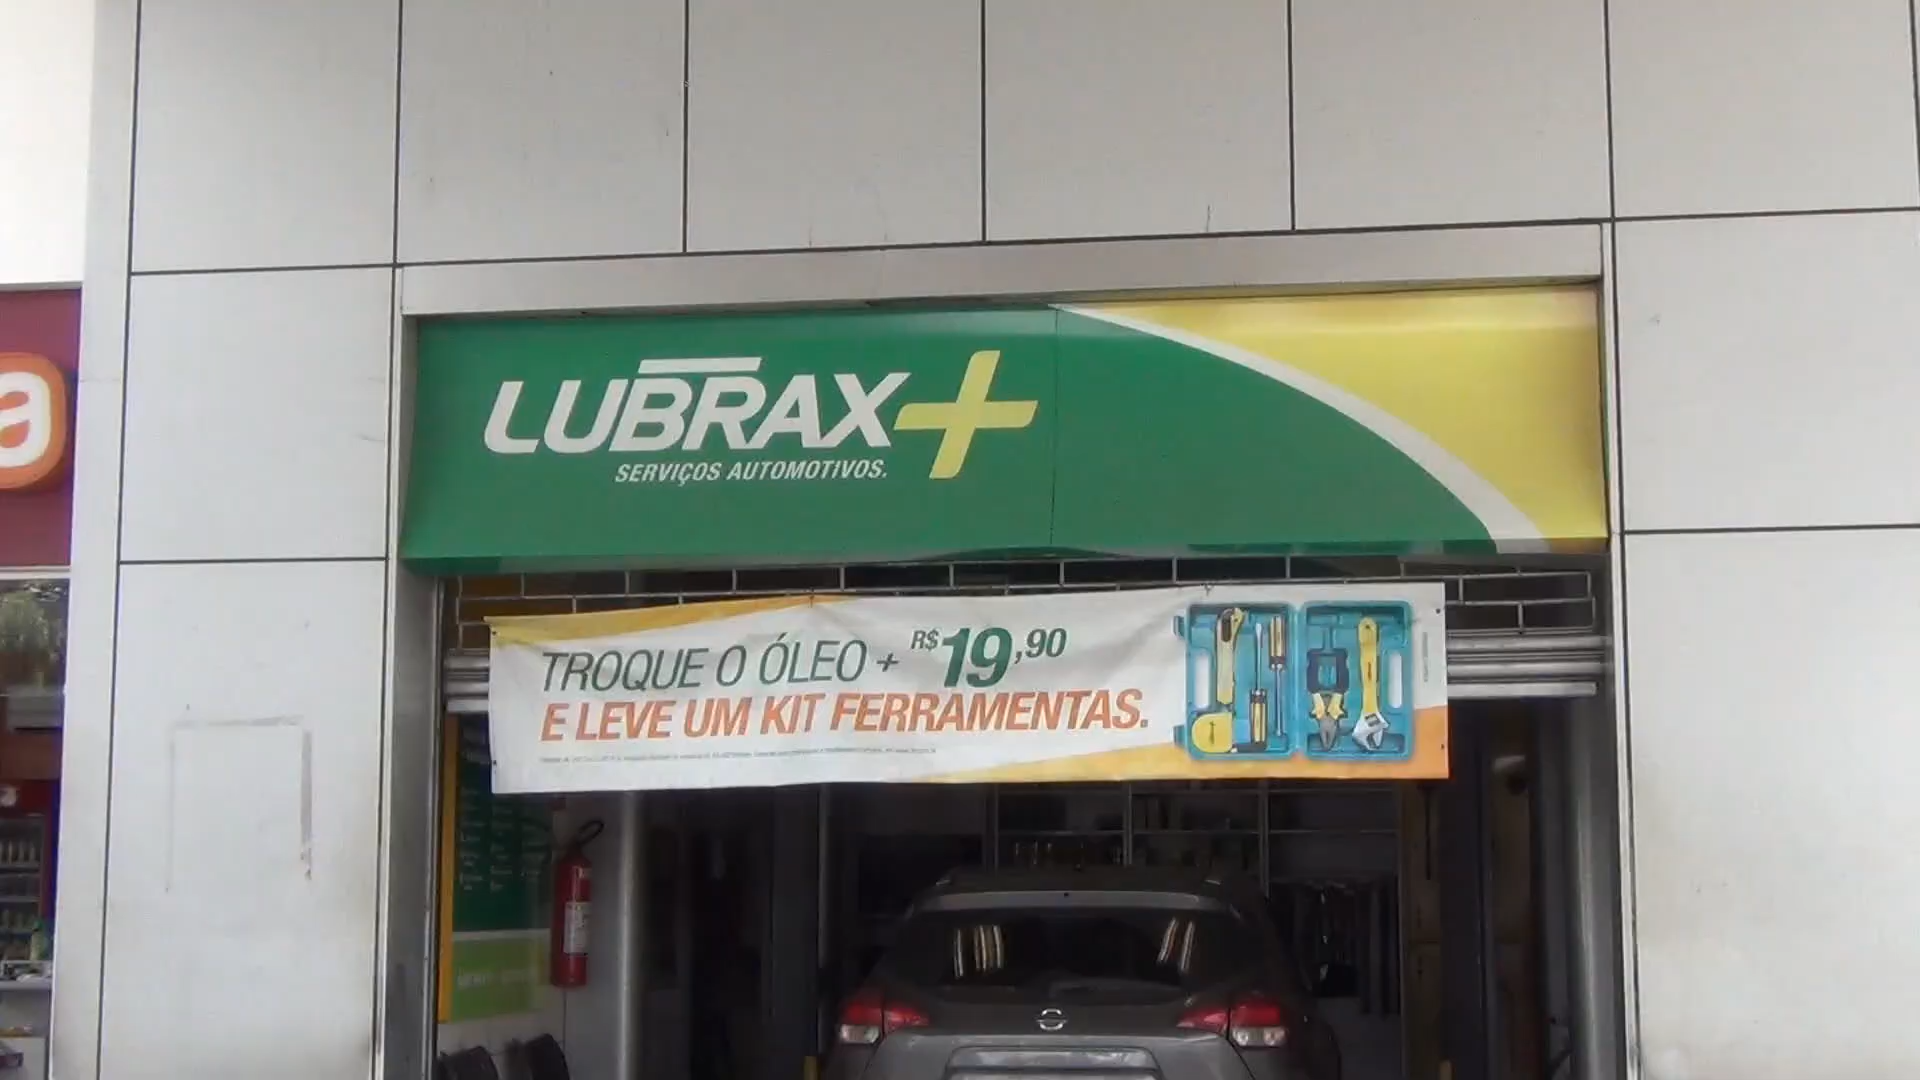 LUBRAX+
SERVIÇOS AUTOMOTIVOS.
TROQUE O ÓLEO + R$19,90
E LEVE UM KIT FERRAMENTAS.
a